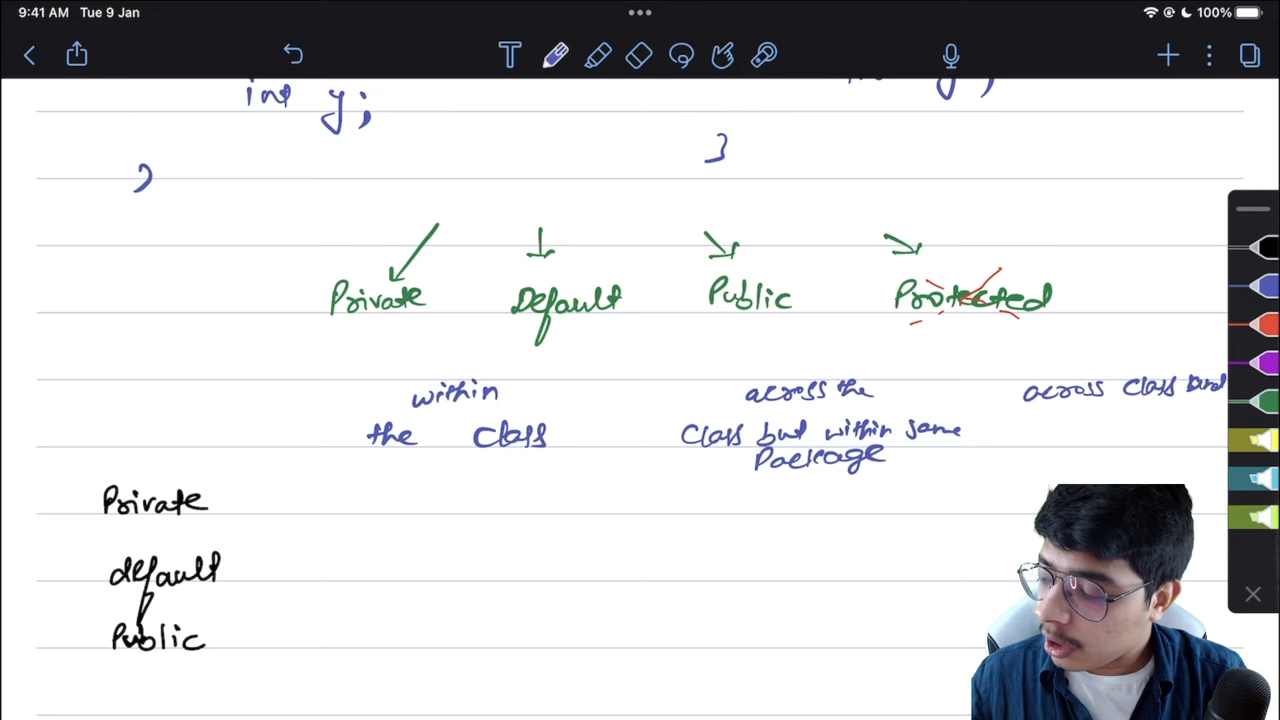 9:41 AM Tue 9 Jan
100%
int y;
y;
}
Private Default Public Protected
within
the class
across the
class but within same
Package
across class
Private
default
Public